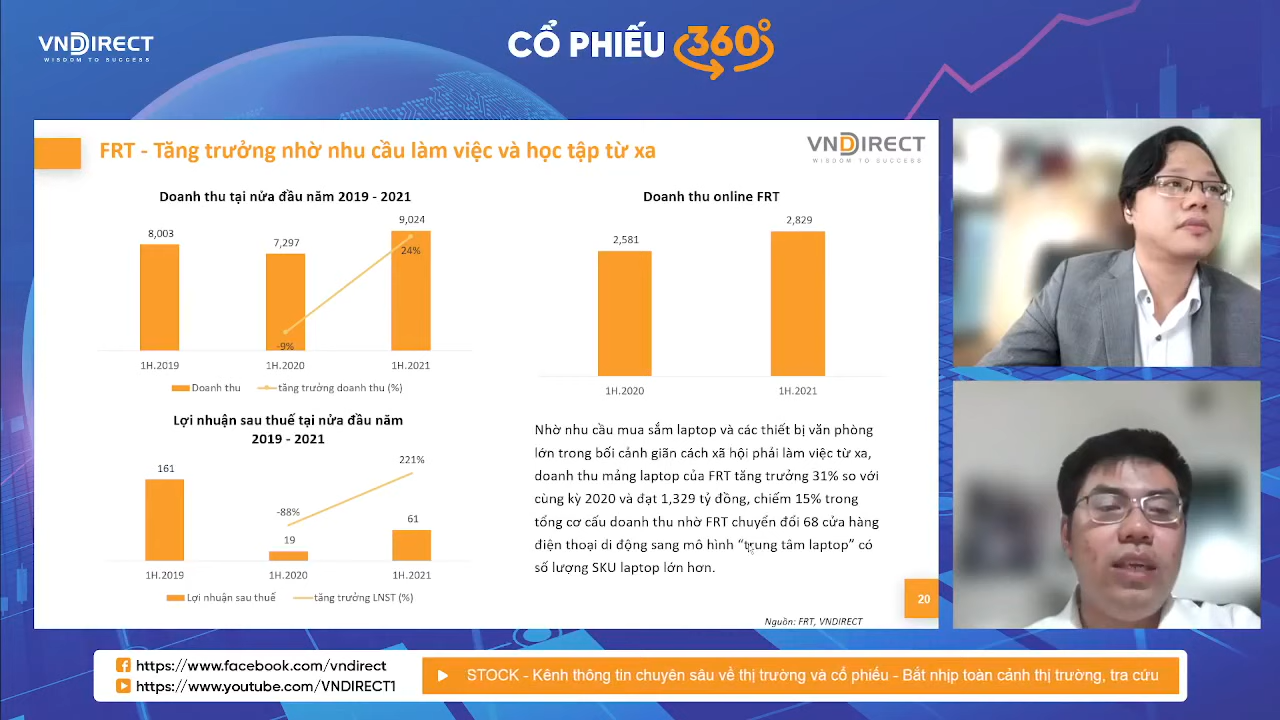 VNDIRECT
WISDOM TO SUCCESS
CỔ PHIẾU 360°
FRT - Tăng trưởng nhờ nhu cầu làm việc và học tập từ xa
VNDIRECT
WISDOM TO SUCCESS
Doanh thu tại nửa đầu năm 2019 - 2021
8,003
7,297
9,024
24%
-9%
1H.2019
1H.2020
1H.2021
Doanh thu
tăng trưởng doanh thu (%)
Doanh thu online FRT
2,581
2,829
1H.2020
1H.2021
Lợi nhuận sau thuế tại nửa đầu năm
2019 - 2021
161
-88%
19
221%
61
1H.2019
1H.2020
1H.2021
Lợi nhuận sau thuế
tăng trưởng LNST (%)
Nhờ nhu cầu mua sắm laptop và các thiết bị văn phòng
lớn trong bối cảnh giãn cách xã hội phải làm việc từ xa,
doanh thu mảng laptop của FRT tăng trưởng 31% so với
cùng kỳ 2020 và đạt 1,329 tỷ đồng, chiếm 15% trong
tổng cơ cấu doanh thu nhờ FRT chuyển đổi 68 cửa hàng
điện thoại di động sang mô hình “trung tâm laptop” có
số lượng SKU laptop lớn hơn.
20
Nguồn: FRT, VNDIRECT
https://www.facebook.com/vndirect
https://www.youtube.com/VNDIRECT1
STOCK - Kênh thông tin chuyên sâu về thị trường và cổ phiếu - Bắt nhịp toàn cảnh thị trường, tra cứu